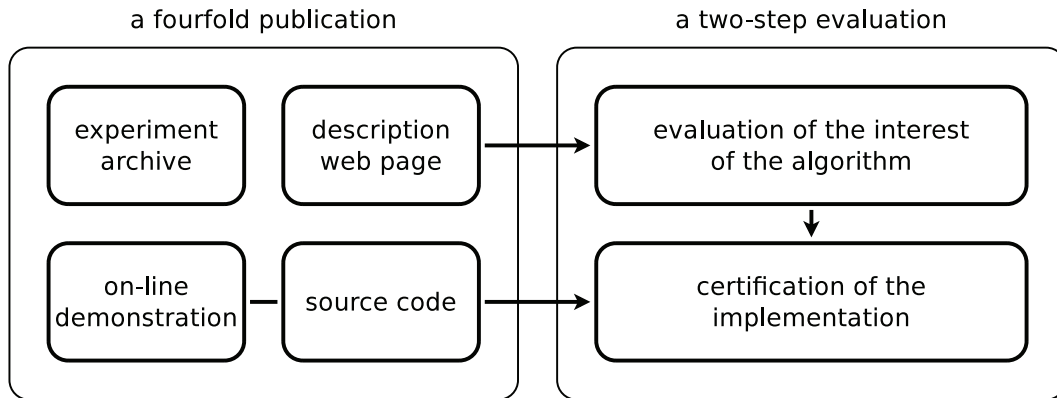 a fourfold publication
a two-step evaluation
experiment
archive
description
web page
evaluation of the interest
of the algorithm
on-line
demonstration
source code
certification of the
implementation